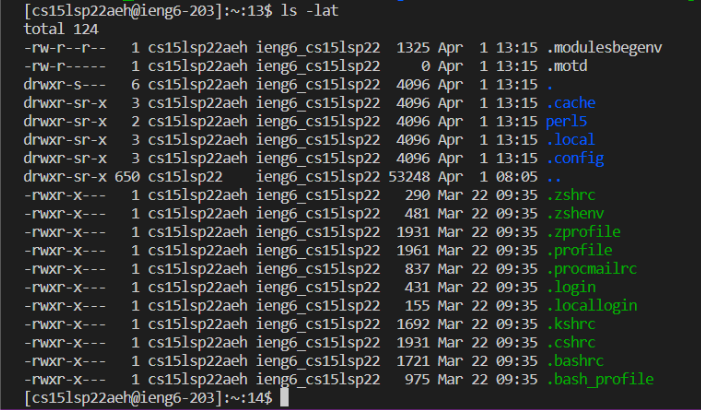 [cs15lsp22aeh@ieng6-203]:~:13$ ls -lat
total 124
-rw-r--r--   1 cs15lsp22aeh ieng6_cs15lsp22  1325 Apr  1 13:15 .modulesbegenv
-rw-r-----   1 cs15lsp22aeh ieng6_cs15lsp22     0 Apr  1 13:15 .motd
drwxr-s---   6 cs15lsp22aeh ieng6_cs15lsp22  4096 Apr  1 13:15 .
drwxr-sr-x   3 cs15lsp22aeh ieng6_cs15lsp22  4096 Apr  1 13:15 .cache
drwxr-sr-x   2 cs15lsp22aeh ieng6_cs15lsp22  4096 Apr  1 13:15 perl5
drwxr-sr-x   3 cs15lsp22aeh ieng6_cs15lsp22  4096 Apr  1 13:15 .local
drwxr-sr-x   3 cs15lsp22aeh ieng6_cs15lsp22  4096 Apr  1 13:15 .config
drwxr-sr-x 650 cs15lsp22    ieng6_cs15lsp22 53248 Apr  1 08:05 ..
-rwxr-x---   1 cs15lsp22aeh ieng6_cs15lsp22   290 Mar 22 09:35 .zshrc
-rwxr-x---   1 cs15lsp22aeh ieng6_cs15lsp22   481 Mar 22 09:35 .zshenv
-rwxr-x---   1 cs15lsp22aeh ieng6_cs15lsp22  1931 Mar 22 09:35 .zprofile
-rwxr-x---   1 cs15lsp22aeh ieng6_cs15lsp22  1961 Mar 22 09:35 .profile
-rwxr-x---   1 cs15lsp22aeh ieng6_cs15lsp22   837 Mar 22 09:35 .procmailrc
-rwxr-x---   1 cs15lsp22aeh ieng6_cs15lsp22   431 Mar 22 09:35 .login
-rwxr-x---   1 cs15lsp22aeh ieng6_cs15lsp22   155 Mar 22 09:35 .locallogin
-rwxr-x---   1 cs15lsp22aeh ieng6_cs15lsp22  1692 Mar 22 09:35 .kshrc
-rwxr-x---   1 cs15lsp22aeh ieng6_cs15lsp22  1931 Mar 22 09:35 .cshrc
-rwxr-x---   1 cs15lsp22aeh ieng6_cs15lsp22  1721 Mar 22 09:35 .bashrc
-rwxr-x---   1 cs15lsp22aeh ieng6_cs15lsp22   975 Mar 22 09:35 .bash_profile
[cs15lsp22aeh@ieng6-203]:~:14$